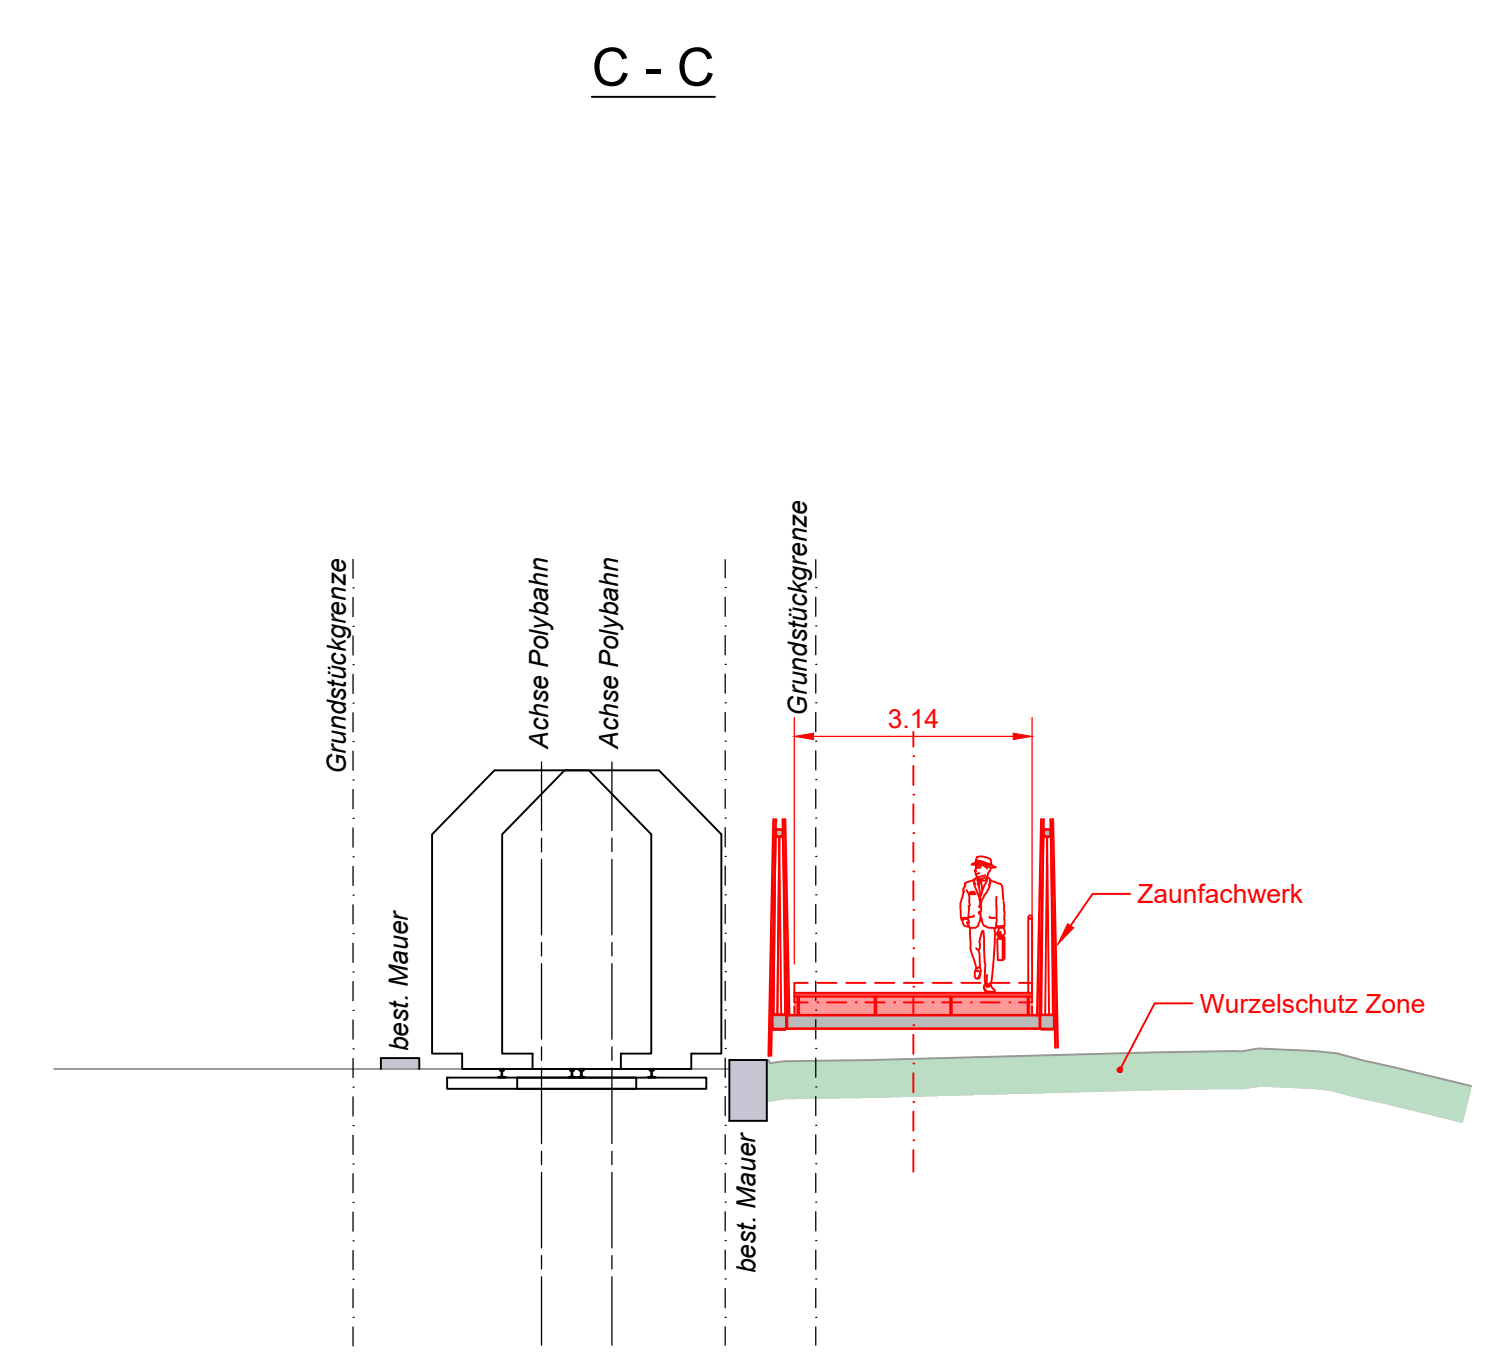 C - C
Grundstückgrenze
Achse Polybahn
Achse Polybahn
Grundstückgrenze
3.14
Zaunfachwerk
best. Mauer
Wurzelschutz Zone
best. Mauer